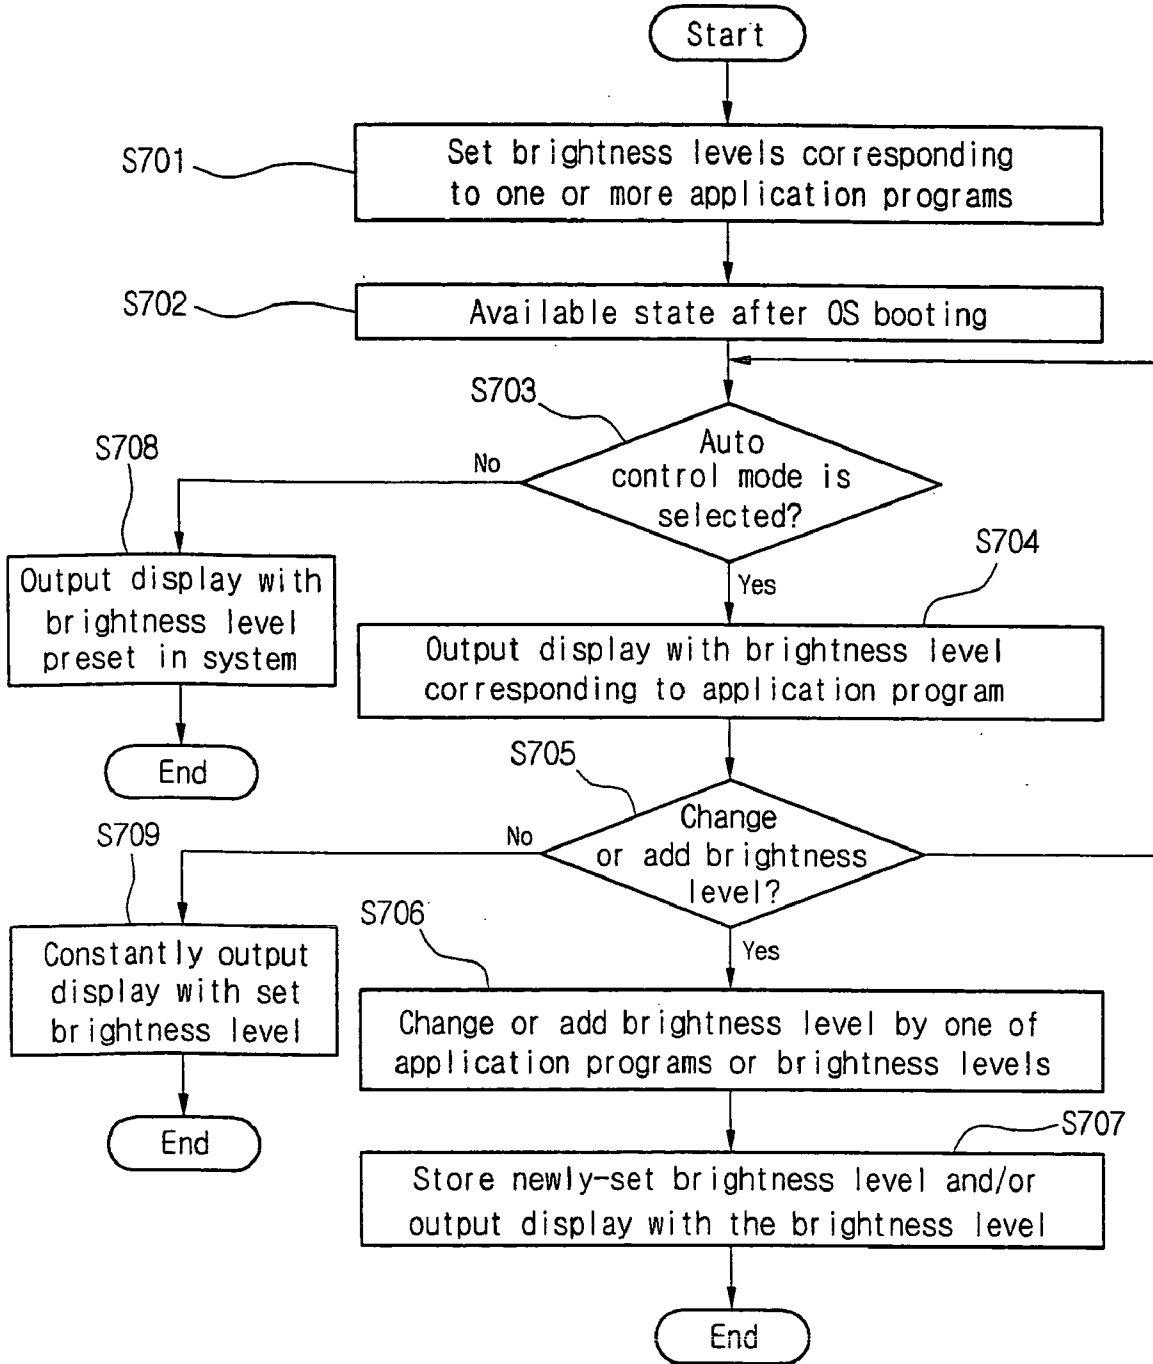 Start
S701
Set brightness levels corresponding
to one or more application programs
S702
Available state after OS booting
S703
Auto
control mode is
selected?
No
Yes
S708
Output display with
brightness level
preset in system
End
S704
Output display with brightness level
corresponding to application program
S705
Change
or add brightness
level?
No
Yes
S709
Constantly output
display with set
brightness level
End
S706
Change or add brightness level by one of
application programs or brightness levels
S707
Store newly-set brightness level and/or
output display with the brightness level
End